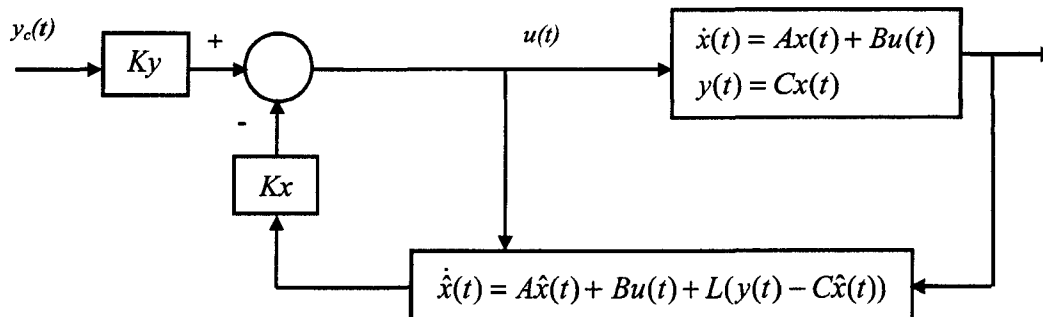 y_c(t)
+
u(t)
ẋ(t) = Ax(t) + Bu(t)
Ky
y(t) = Cx(t)
-
Kx
x̂̇(t) = Ax̂(t) + Bu(t) + L(y(t) − Cx̂(t))